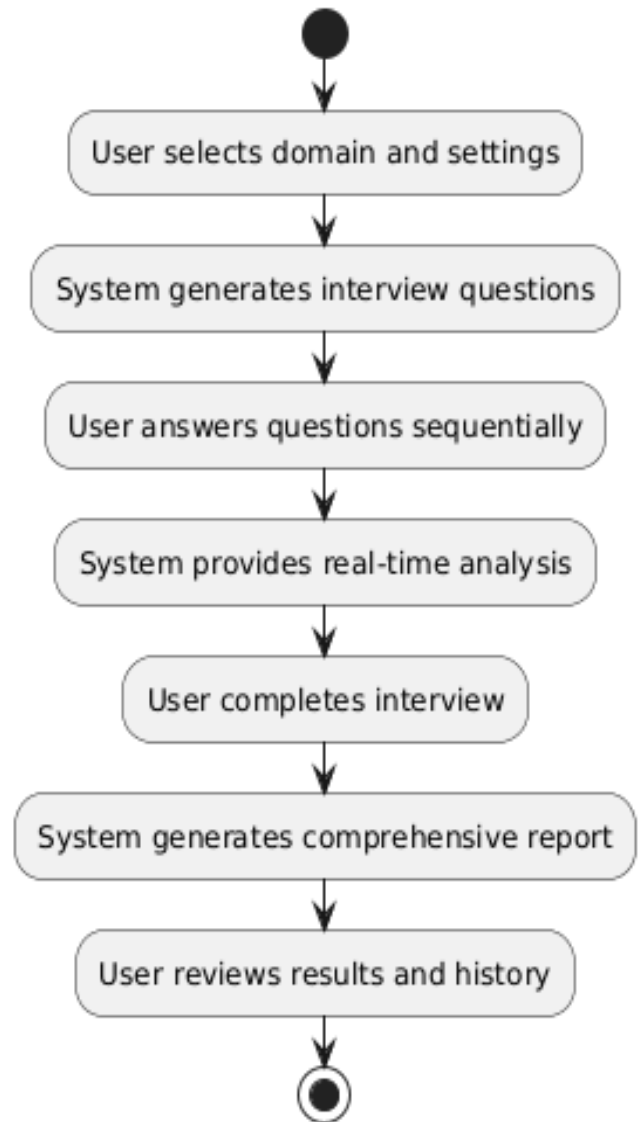 User selects domain and settings
System generates interview questions
User answers questions sequentially
System provides real-time analysis
User completes interview
System generates comprehensive report
User reviews results and history